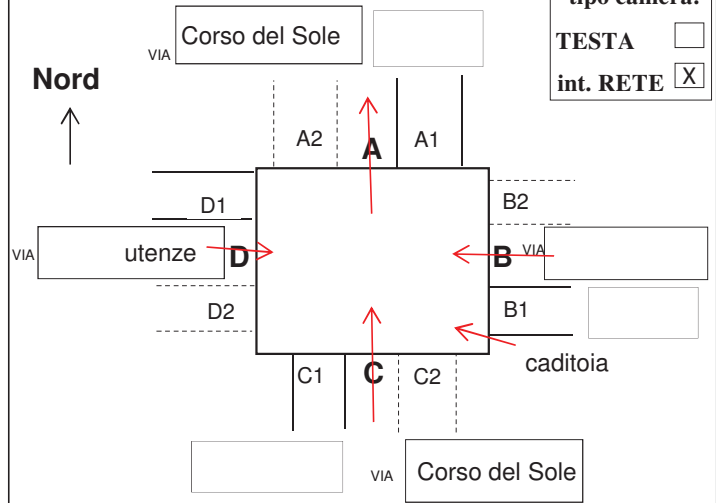 tipo camera:
VIA Corso del Sole
TESTA
Nord
int. RETE X
A2 A A1
D1 B2
VIA utenze D B VIA
D2 B1
caditoia
C1 C C2
VIA Corso del Sole